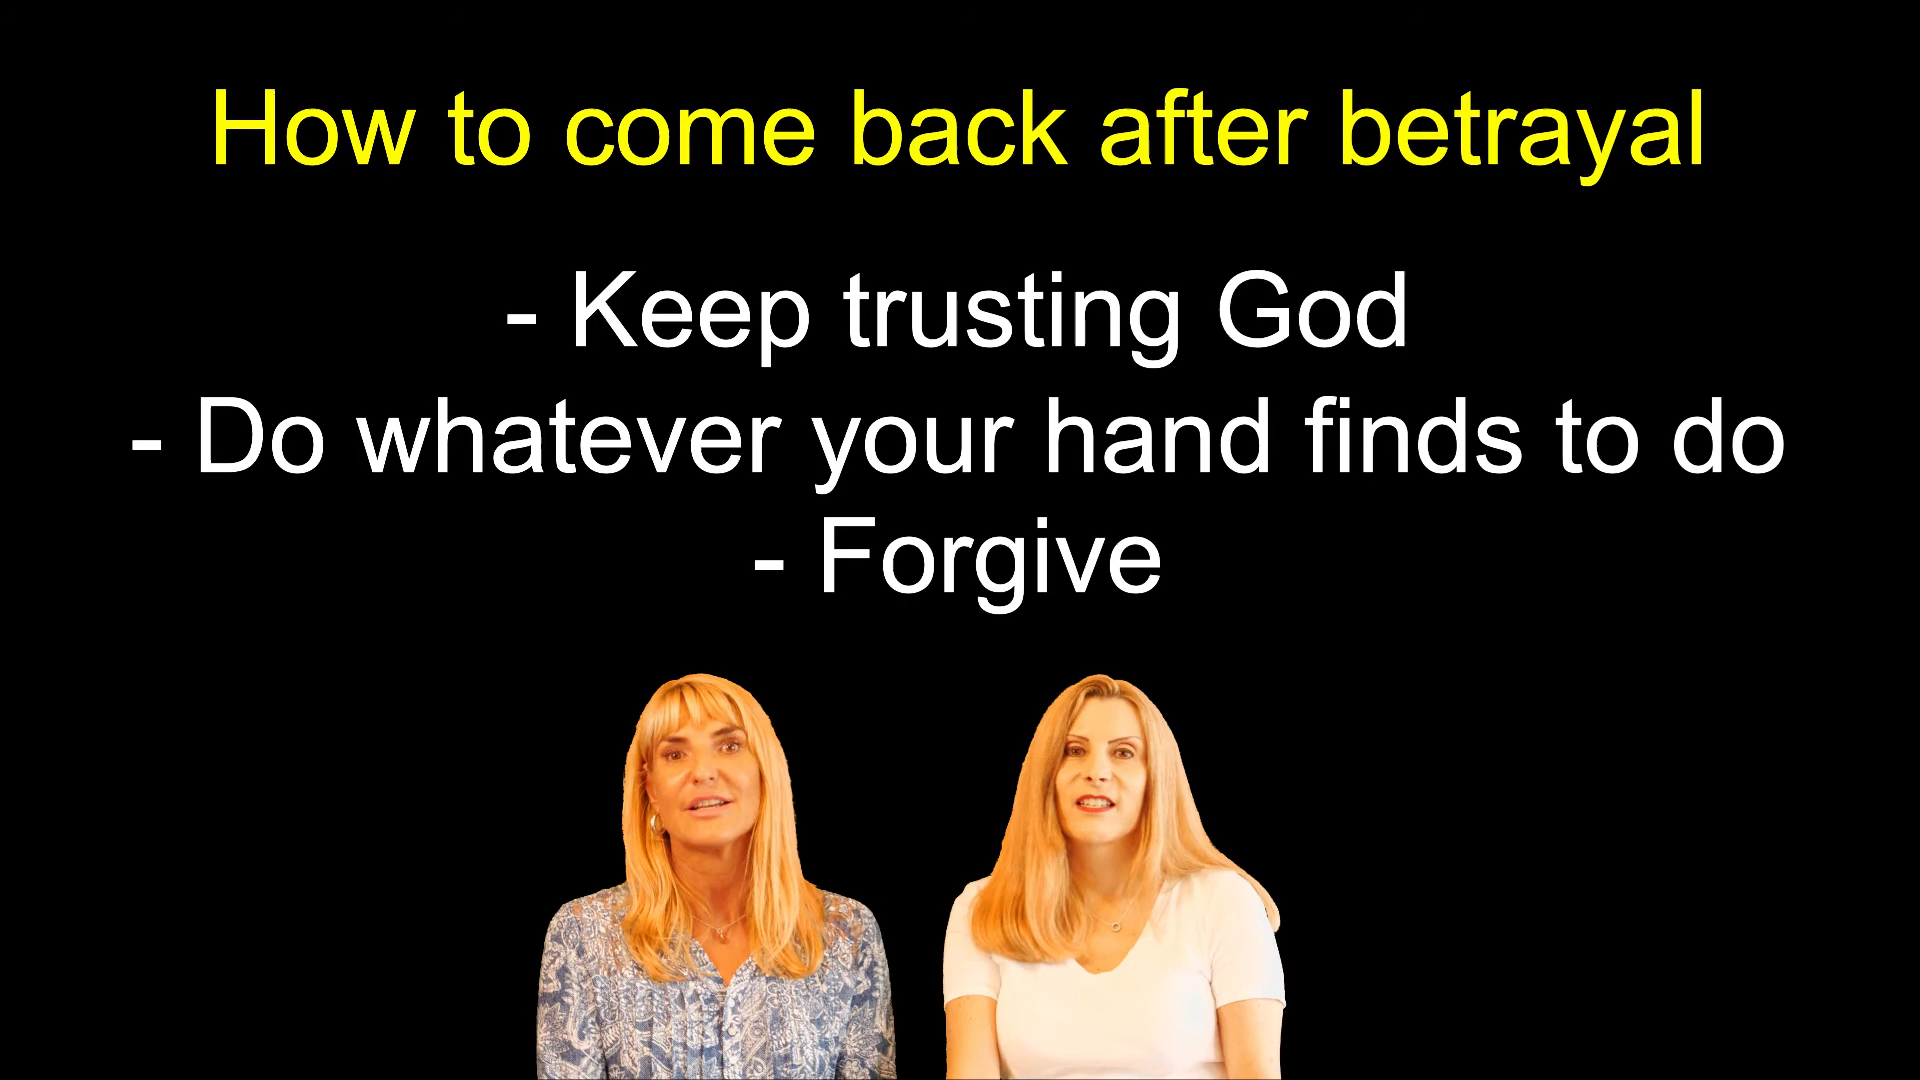 How to come back after betrayal
- Keep trusting God
- Do whatever your hand finds to do
- Forgive